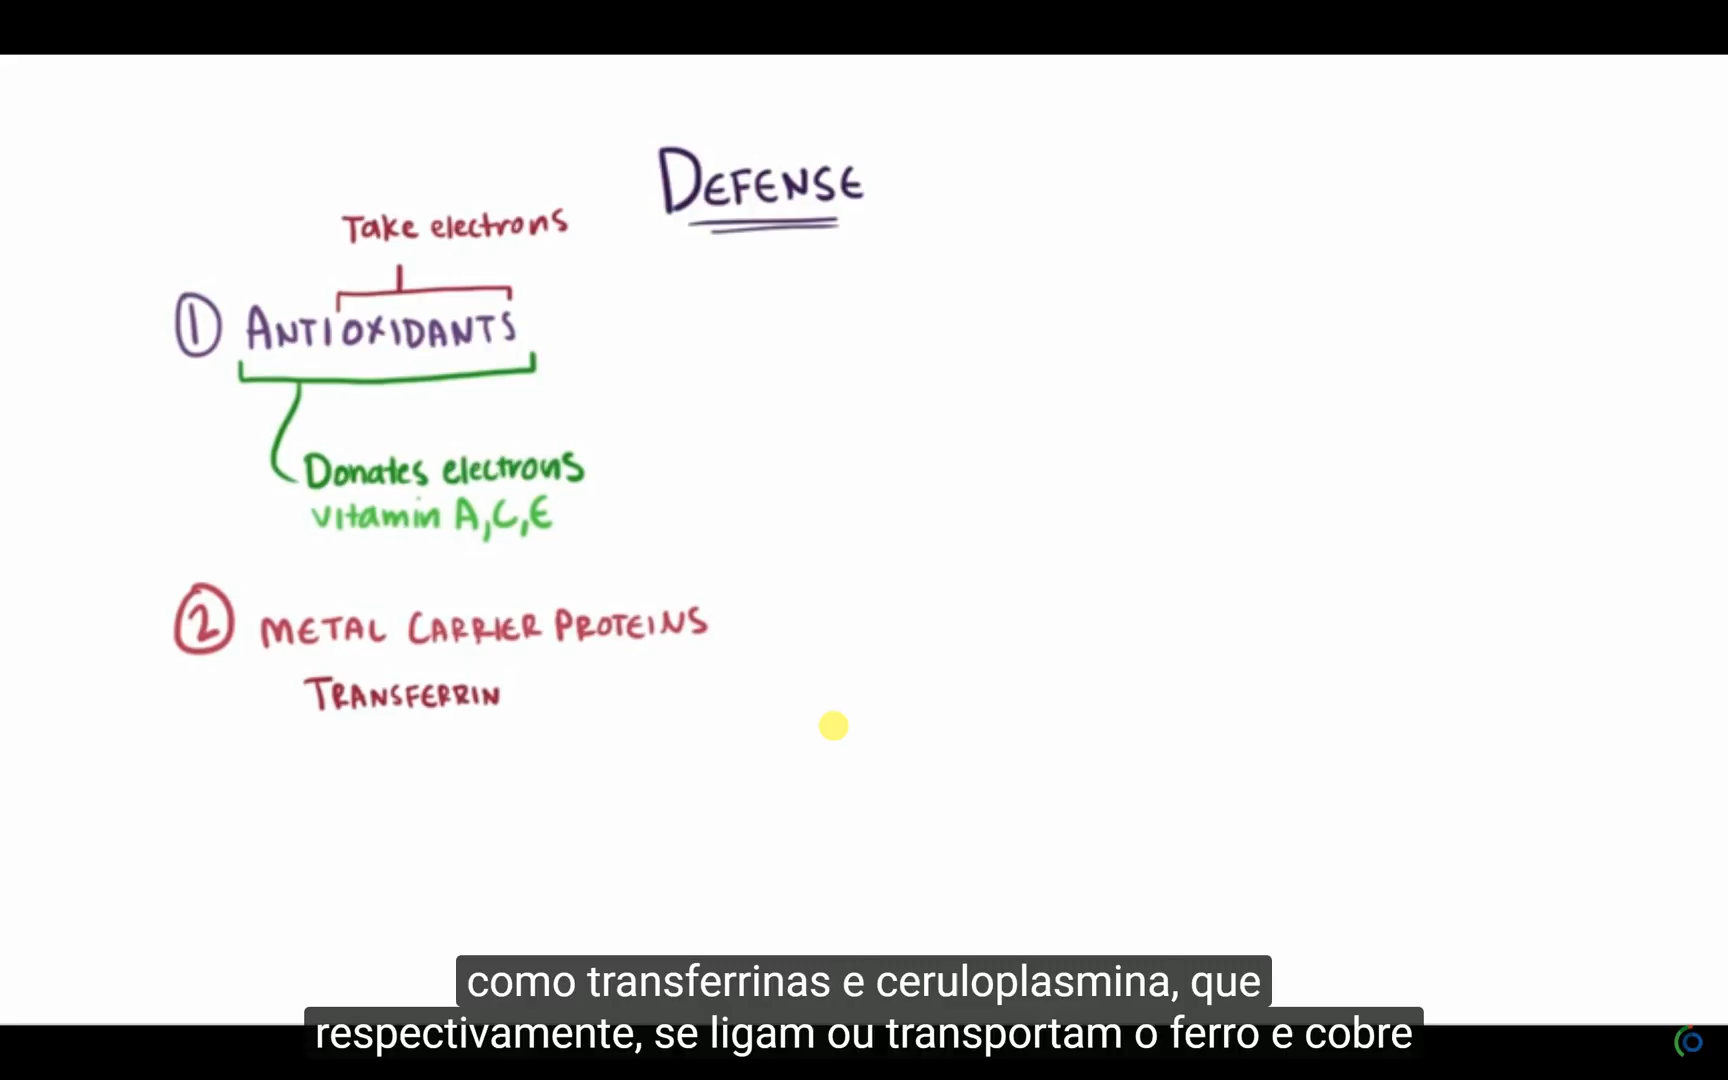 DEFENSE
Take electrons
① ANTIOXIDANTS
Donates electrons
vitamin A, C, E
② METAL CARRIER PROTEINS
TRANSFERRIN
como transferrinas e ceruloplasmina, que
respectivamente, se ligam ou transportam o ferro e cobre